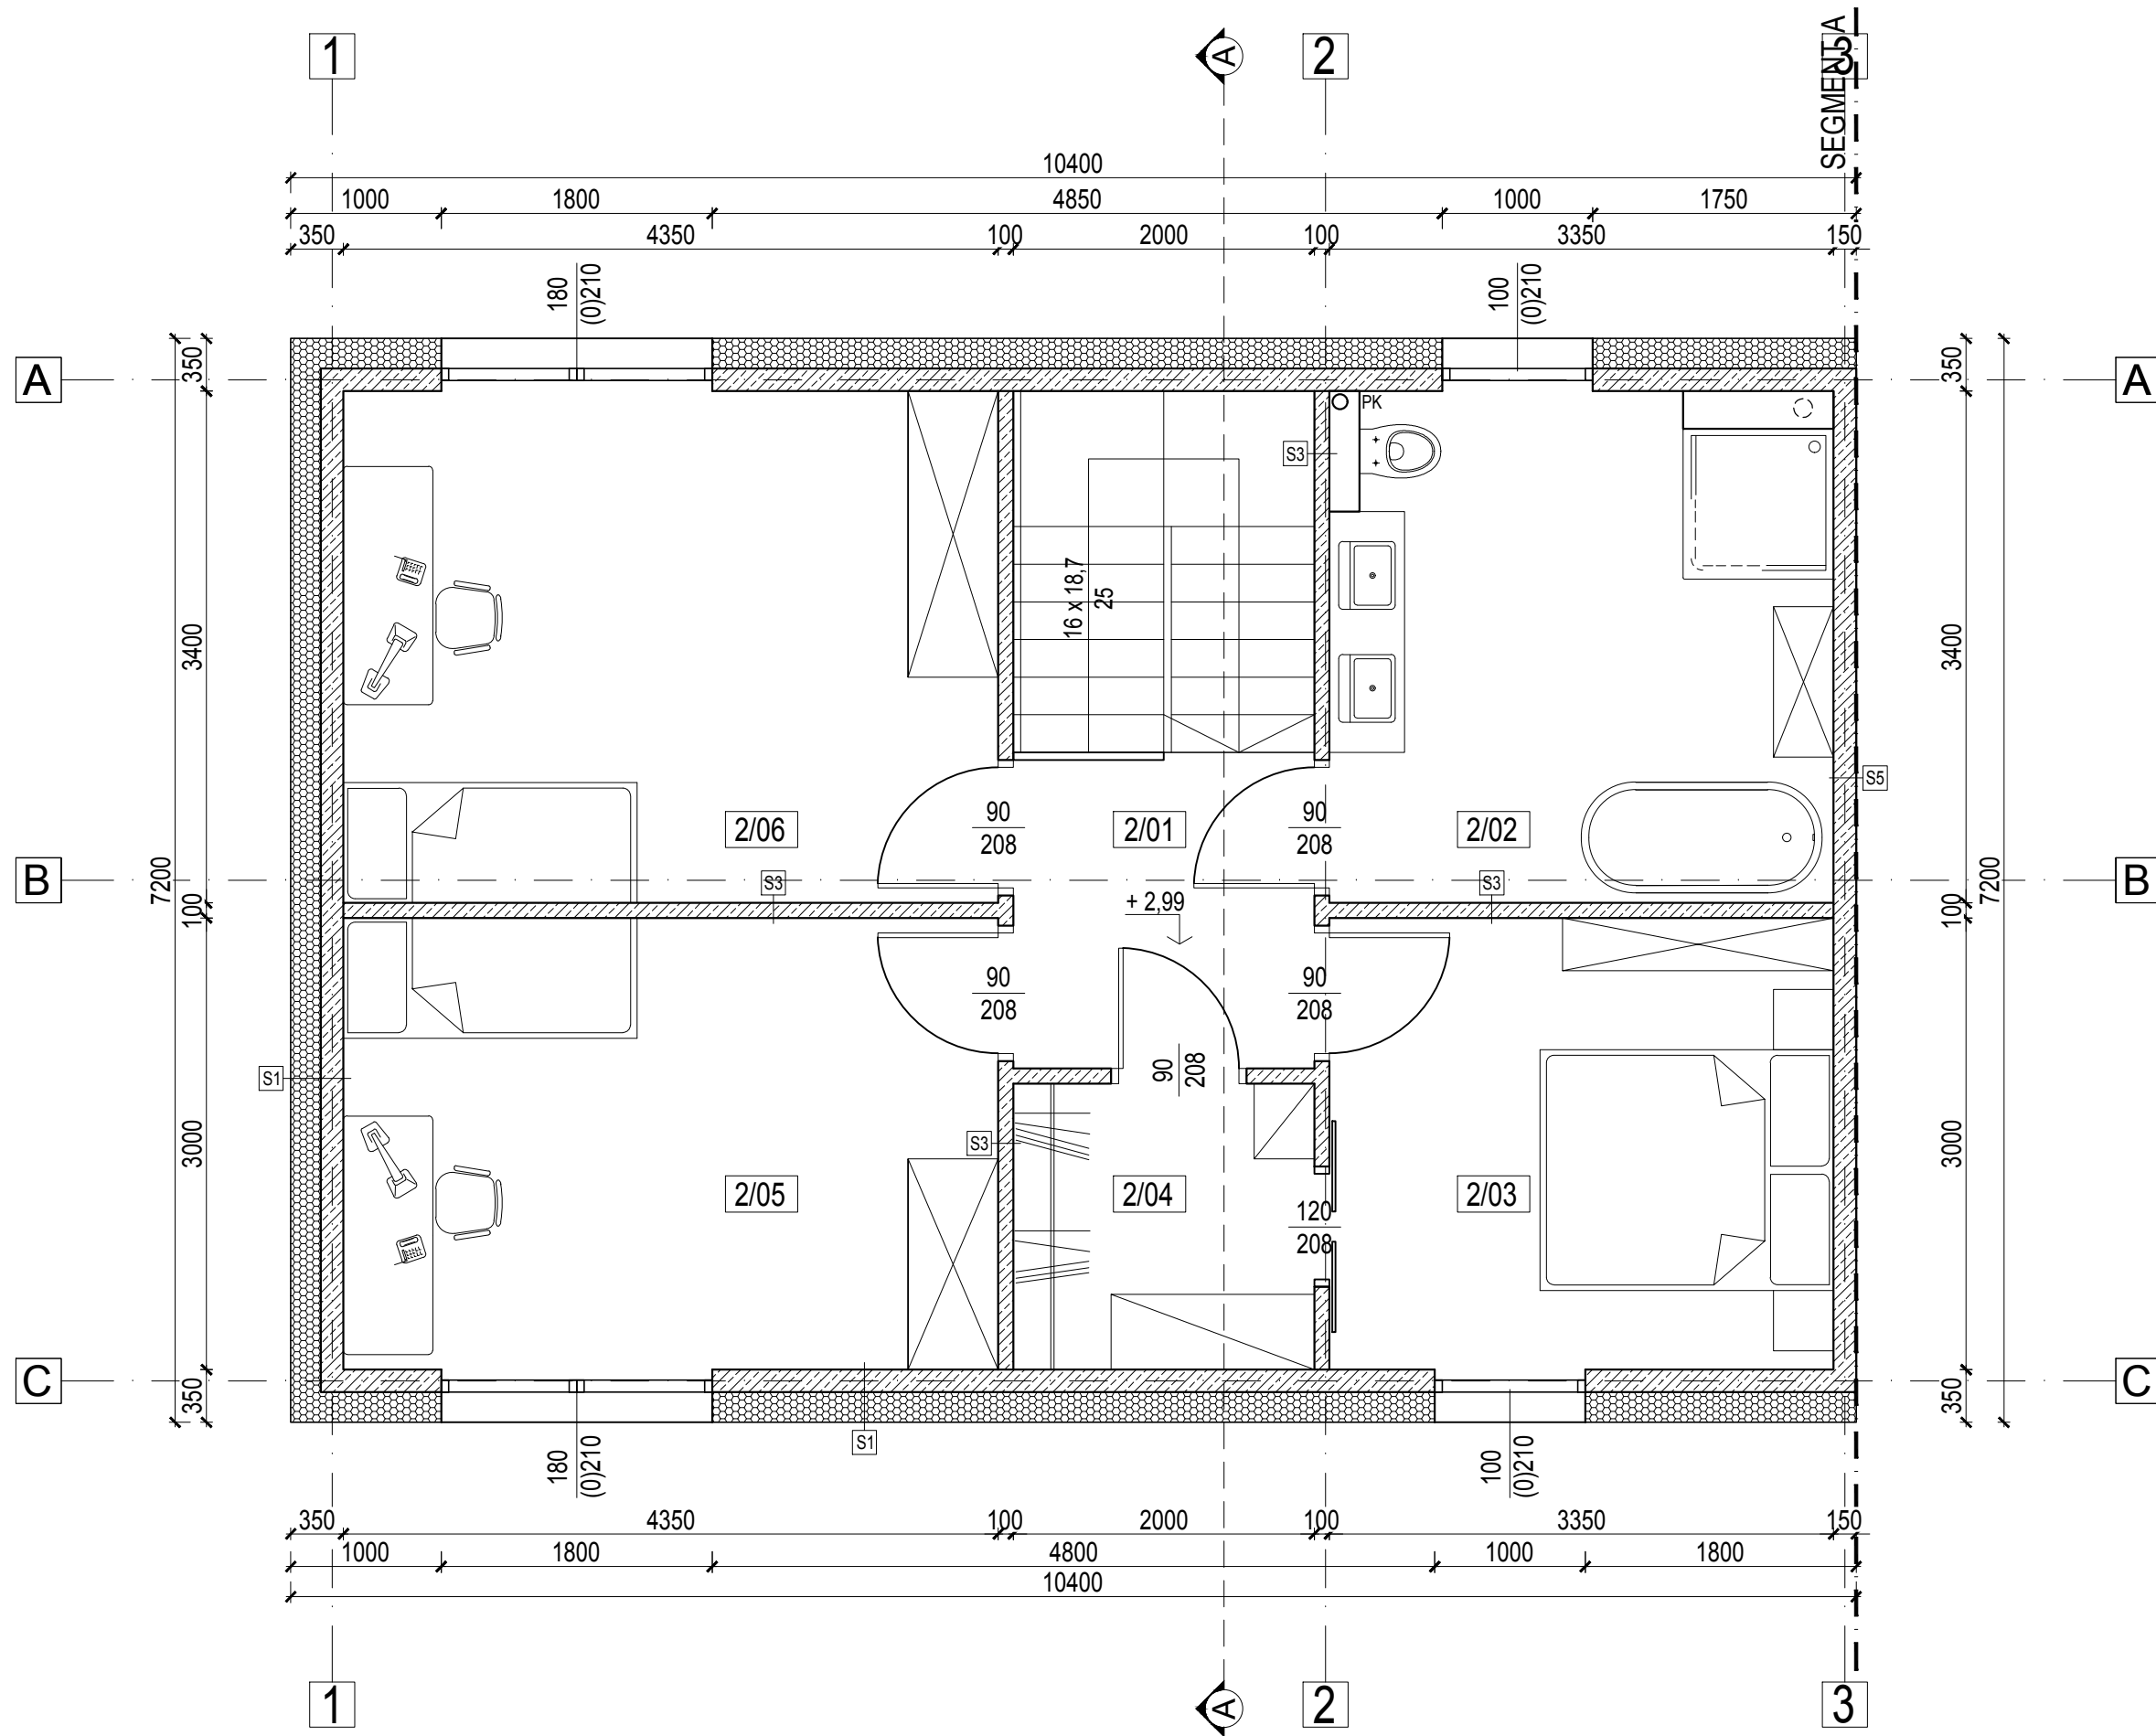 1
A
2
3
SEGMENT A
10400
1000 1800 4850 1000 1750
350 4350 100 2000 100 3350 150
180
(0)210
100
(0)210
A
350
350
A
PK
S3
16 x 18,7
25
3400
3400
S5
2/06
90
208
2/01
90
208
2/02
B
7200
S3
S3
7200
B
100
+ 2,99
100
90
208
90
208
90
208
S1
3000
S3
3000
2/05
2/04
120
208
2/03
C
350
350
C
S1
180
(0)210
100
(0)210
350 4350 100 2000 100 3350 150
1000 1800 4800 1000 1800
10400
1
A
2
3